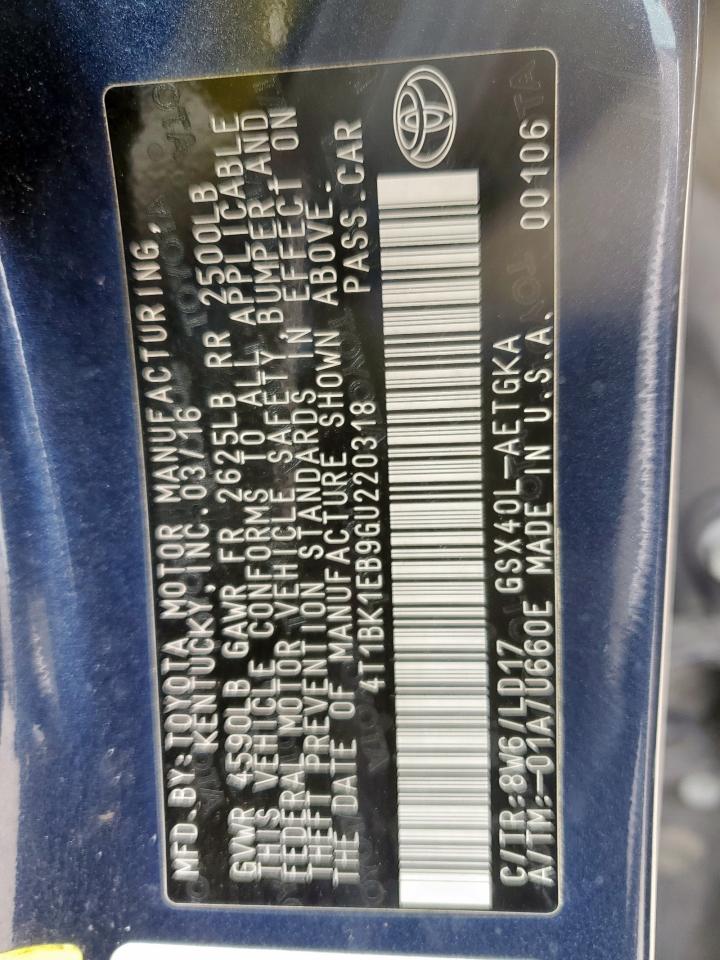 MFD.BY:TOYOTA MOTOR MANUFACTURING,
KENTUCKY,INC.03/16
GVWR 4590LB GAWR FR 2625LB RR 2500LB
THIS VEHICLE CONFORMS TO ALL APPLICABLE
FEDERAL MOTOR VEHICLE SAFETY BUMPER,AND
THEFT PREVENTION STANDARDS IN EFFECT ON
THE DATE OF MANUFACTURE SHOWN ABOVE.
4T1BK1EB9GU220318 PASS.CAR
C/TR:8W6/LD17 GSX40L-AETGKA
A/TM:-01A/U660E MADE IN U.S.A. 00106